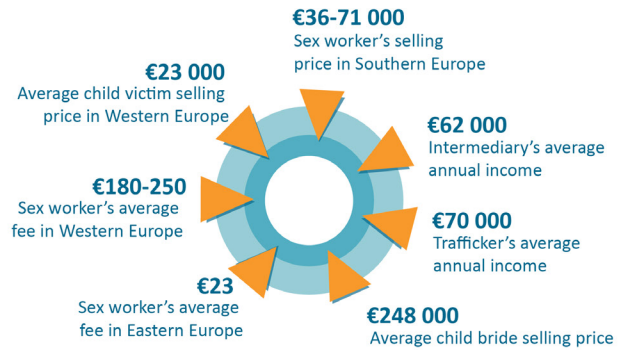 €36-71 000
Sex worker's selling
price in Southern Europe
€62 000
Intermediary's average
annual income
€70 000
Trafficker's average
annual income
€248 000
Average child bride selling price
€23
Sex worker's average
fee in Eastern Europe
€180-250
Sex worker's average
fee in Western Europe
€23 000
Average child victim selling
price in Western Europe